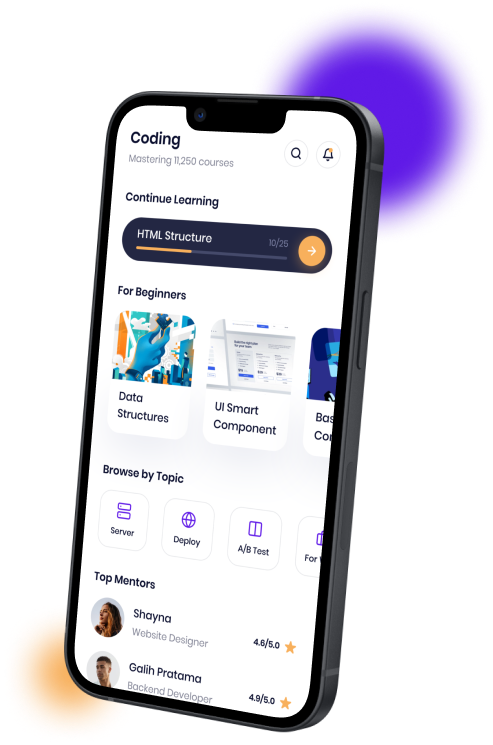 Coding
Mastering 11,250 courses
Continue Learning
HTML Structure
10/25
For Beginners
Data
Structures
UI Smart
Component
Browse by Topic
Server
Deploy
A/B Test
For
Top Mentors
Shayna
Website Designer
4.6/5.0
Galih Pratama
Backend Developer
4.9/5.0